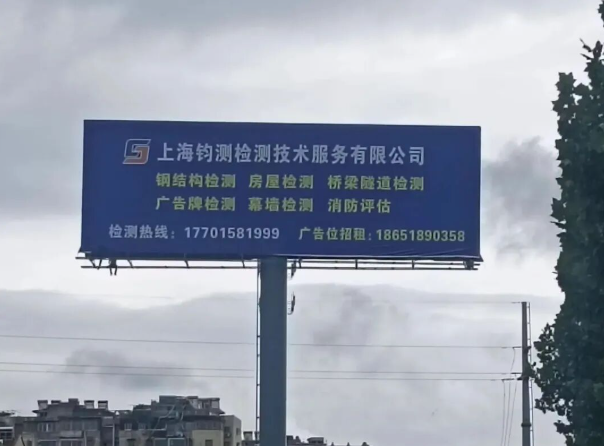 上海钧测检测技术服务有限公司
钢结构检测 房屋检测 桥梁隧道检测
广告牌检测 幕墙检测 消防评估
检测热线：17701581999 广告位招租：18651890358